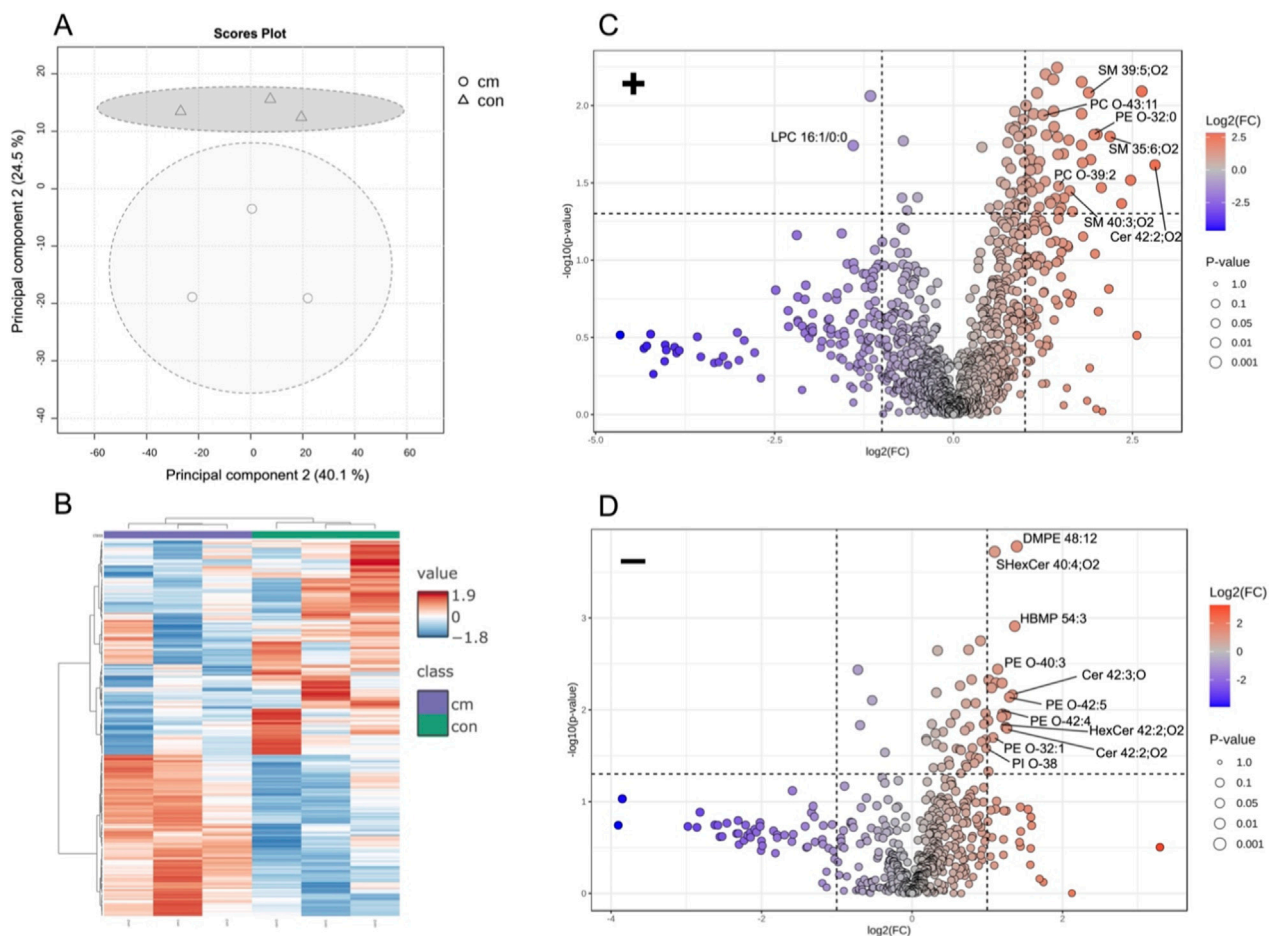 A
Scores Plot
cm
con
20
10
0
-10
-20
-30
-40
Principal component 2 (24.5 %)
-60
-40
-20
0
20
40
60
Principal component 2 (40.1 %)
B
value
1.9
0
−1.8
class
cm
con
C
+
SM 39:5;O2
PC O-43:11
PE O-32:0
LPC 16:1/0:0
SM 35:6;O2
PC O-39:2
SM 40:3;O2
Cer 42:2;O2
2.0
1.5
1.0
0.5
0.0
-log10(p-value)
-5.0
-2.5
0.0
2.5
log2(FC)
Log2(FC)
2.5
0.0
-2.5
P-value
1.0
0.1
0.05
0.01
0.001
D
−
DMPE 48:12
SHexCer 40:4;O2
HBMP 54:3
PE O-40:3
Cer 42:3;O
PE O-42:5
PE O-42:4
HexCer 42:2;O2
Cer 42:2;O2
PE O-32:1
PI O-38
3
2
1
0
-log10(p-value)
-4
-2
0
2
log2(FC)
Log2(FC)
2
0
-2
P-value
1.0
0.1
0.05
0.01
0.001